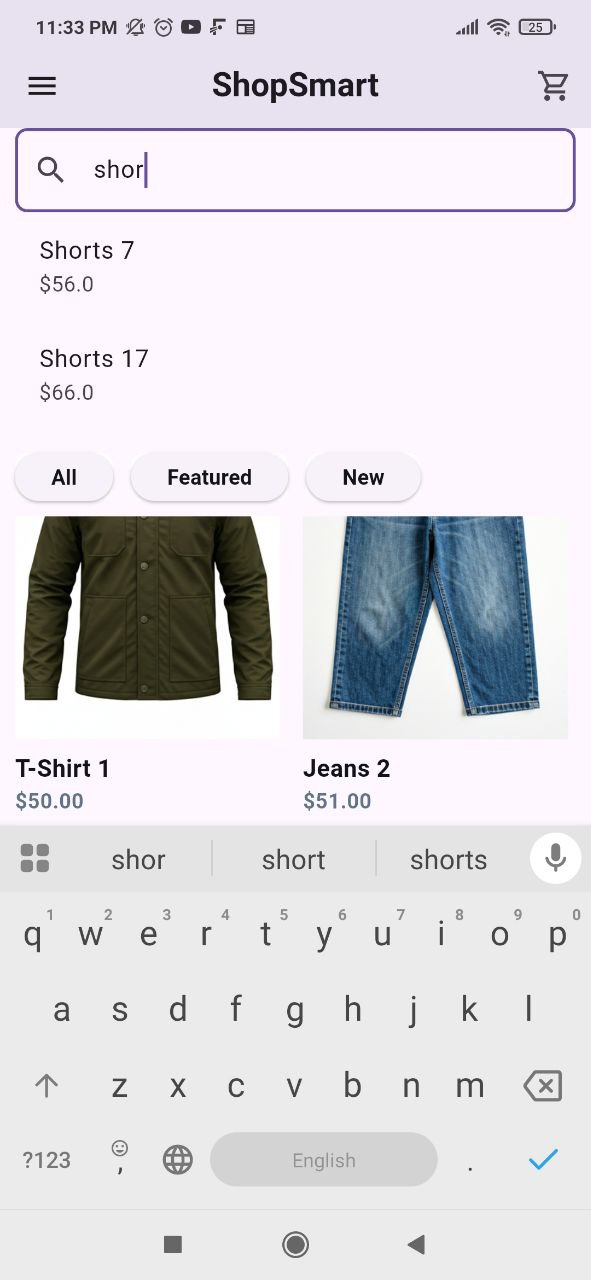 11:33 PM 25
ShopSmart
shor
Shorts 7
$56.0
Shorts 17
$66.0
All Featured New
T-Shirt 1 Jeans 2
$50.00 $51.00
shor short shorts
1 2 3 4 5 6 7 8 9 0
q w e r t y u i o p
a s d f g h j k l
z x c v b n m
?123 , English .